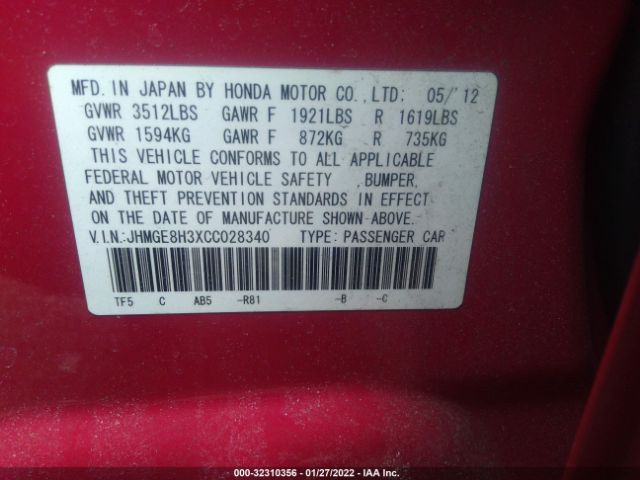 MFD. IN JAPAN BY HONDA MOTOR CO.,LTD: 05/'12
GVWR 3512LBS GAWR F 1921LBS R 1619LBS
GVWR 1594KG GAWR F 872KG R 735KG
THIS VEHICLE CONFORMS TO ALL APPLICABLE
FEDERAL MOTOR VEHICLE SAFETY ,BUMPER,
AND THEFT PREVENTION STANDARDS IN EFFECT
ON THE DATE OF MANUFACTURE SHOWN ABOVE.
V.I.N:JHMGE8H3XCC028340 TYPE: PASSENGER CAR
TF5 C AB5 -R81 -B -C
000-32310356 - 01/27/2022 - IAA Inc.